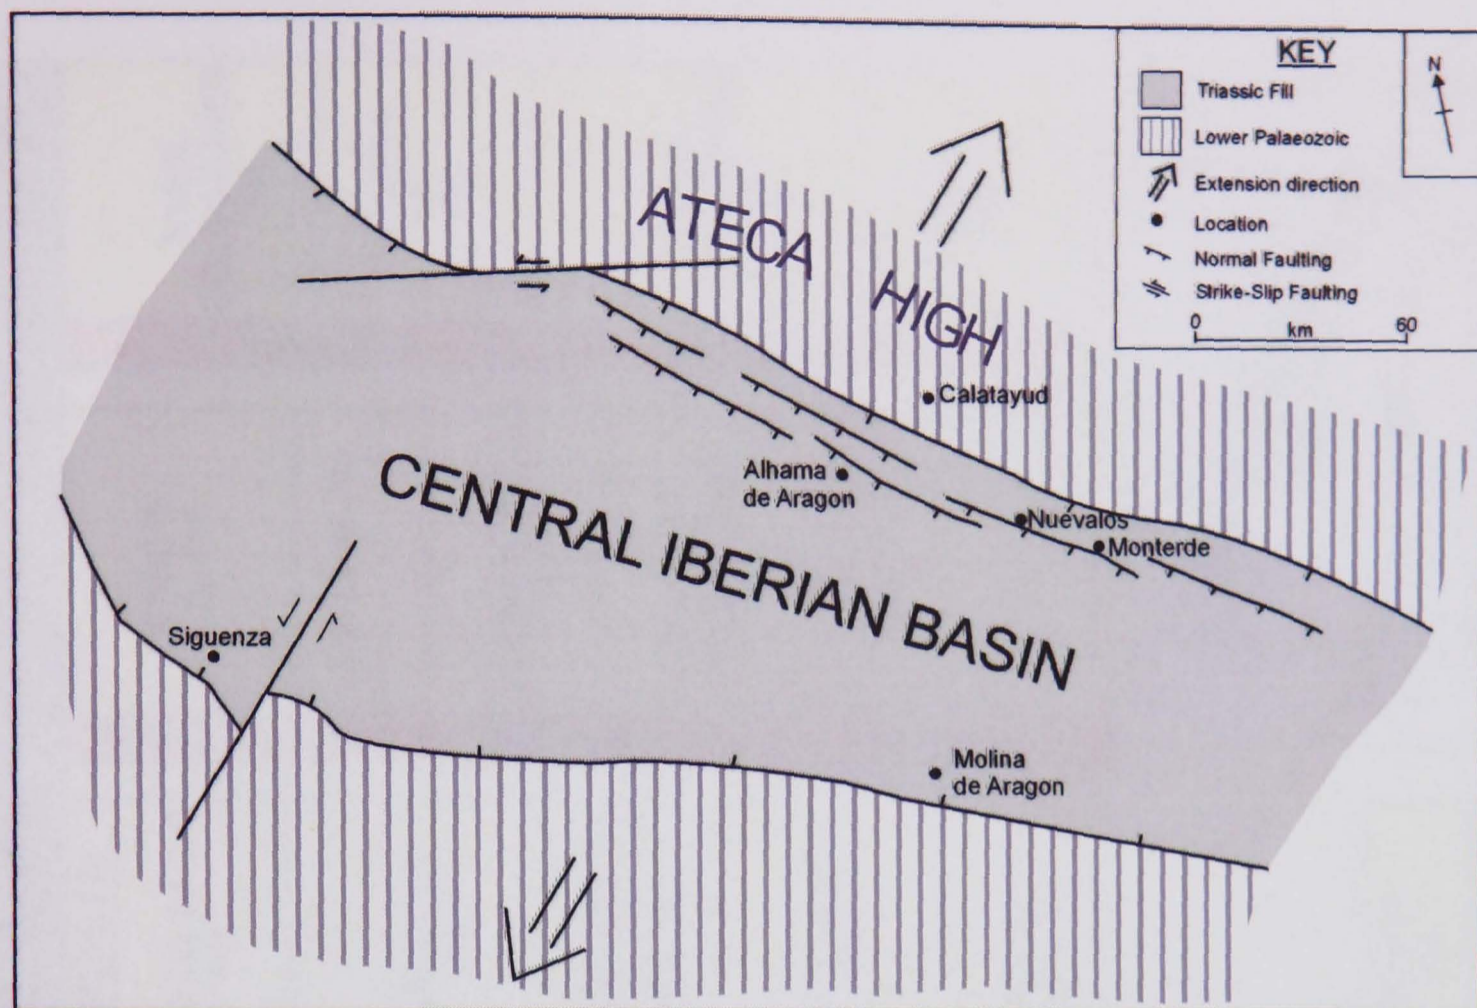 KEY
N
Triassic Fill
Lower Palaeozoic
Extension direction
Location
Normal Faulting
Strike-Slip Faulting
0 km 60
ATECA HIGH
Calatayud
Alhama
de Aragon
Nuevalos
Monterde
CENTRAL IBERIAN BASIN
Siguenza
Molina
de Aragon